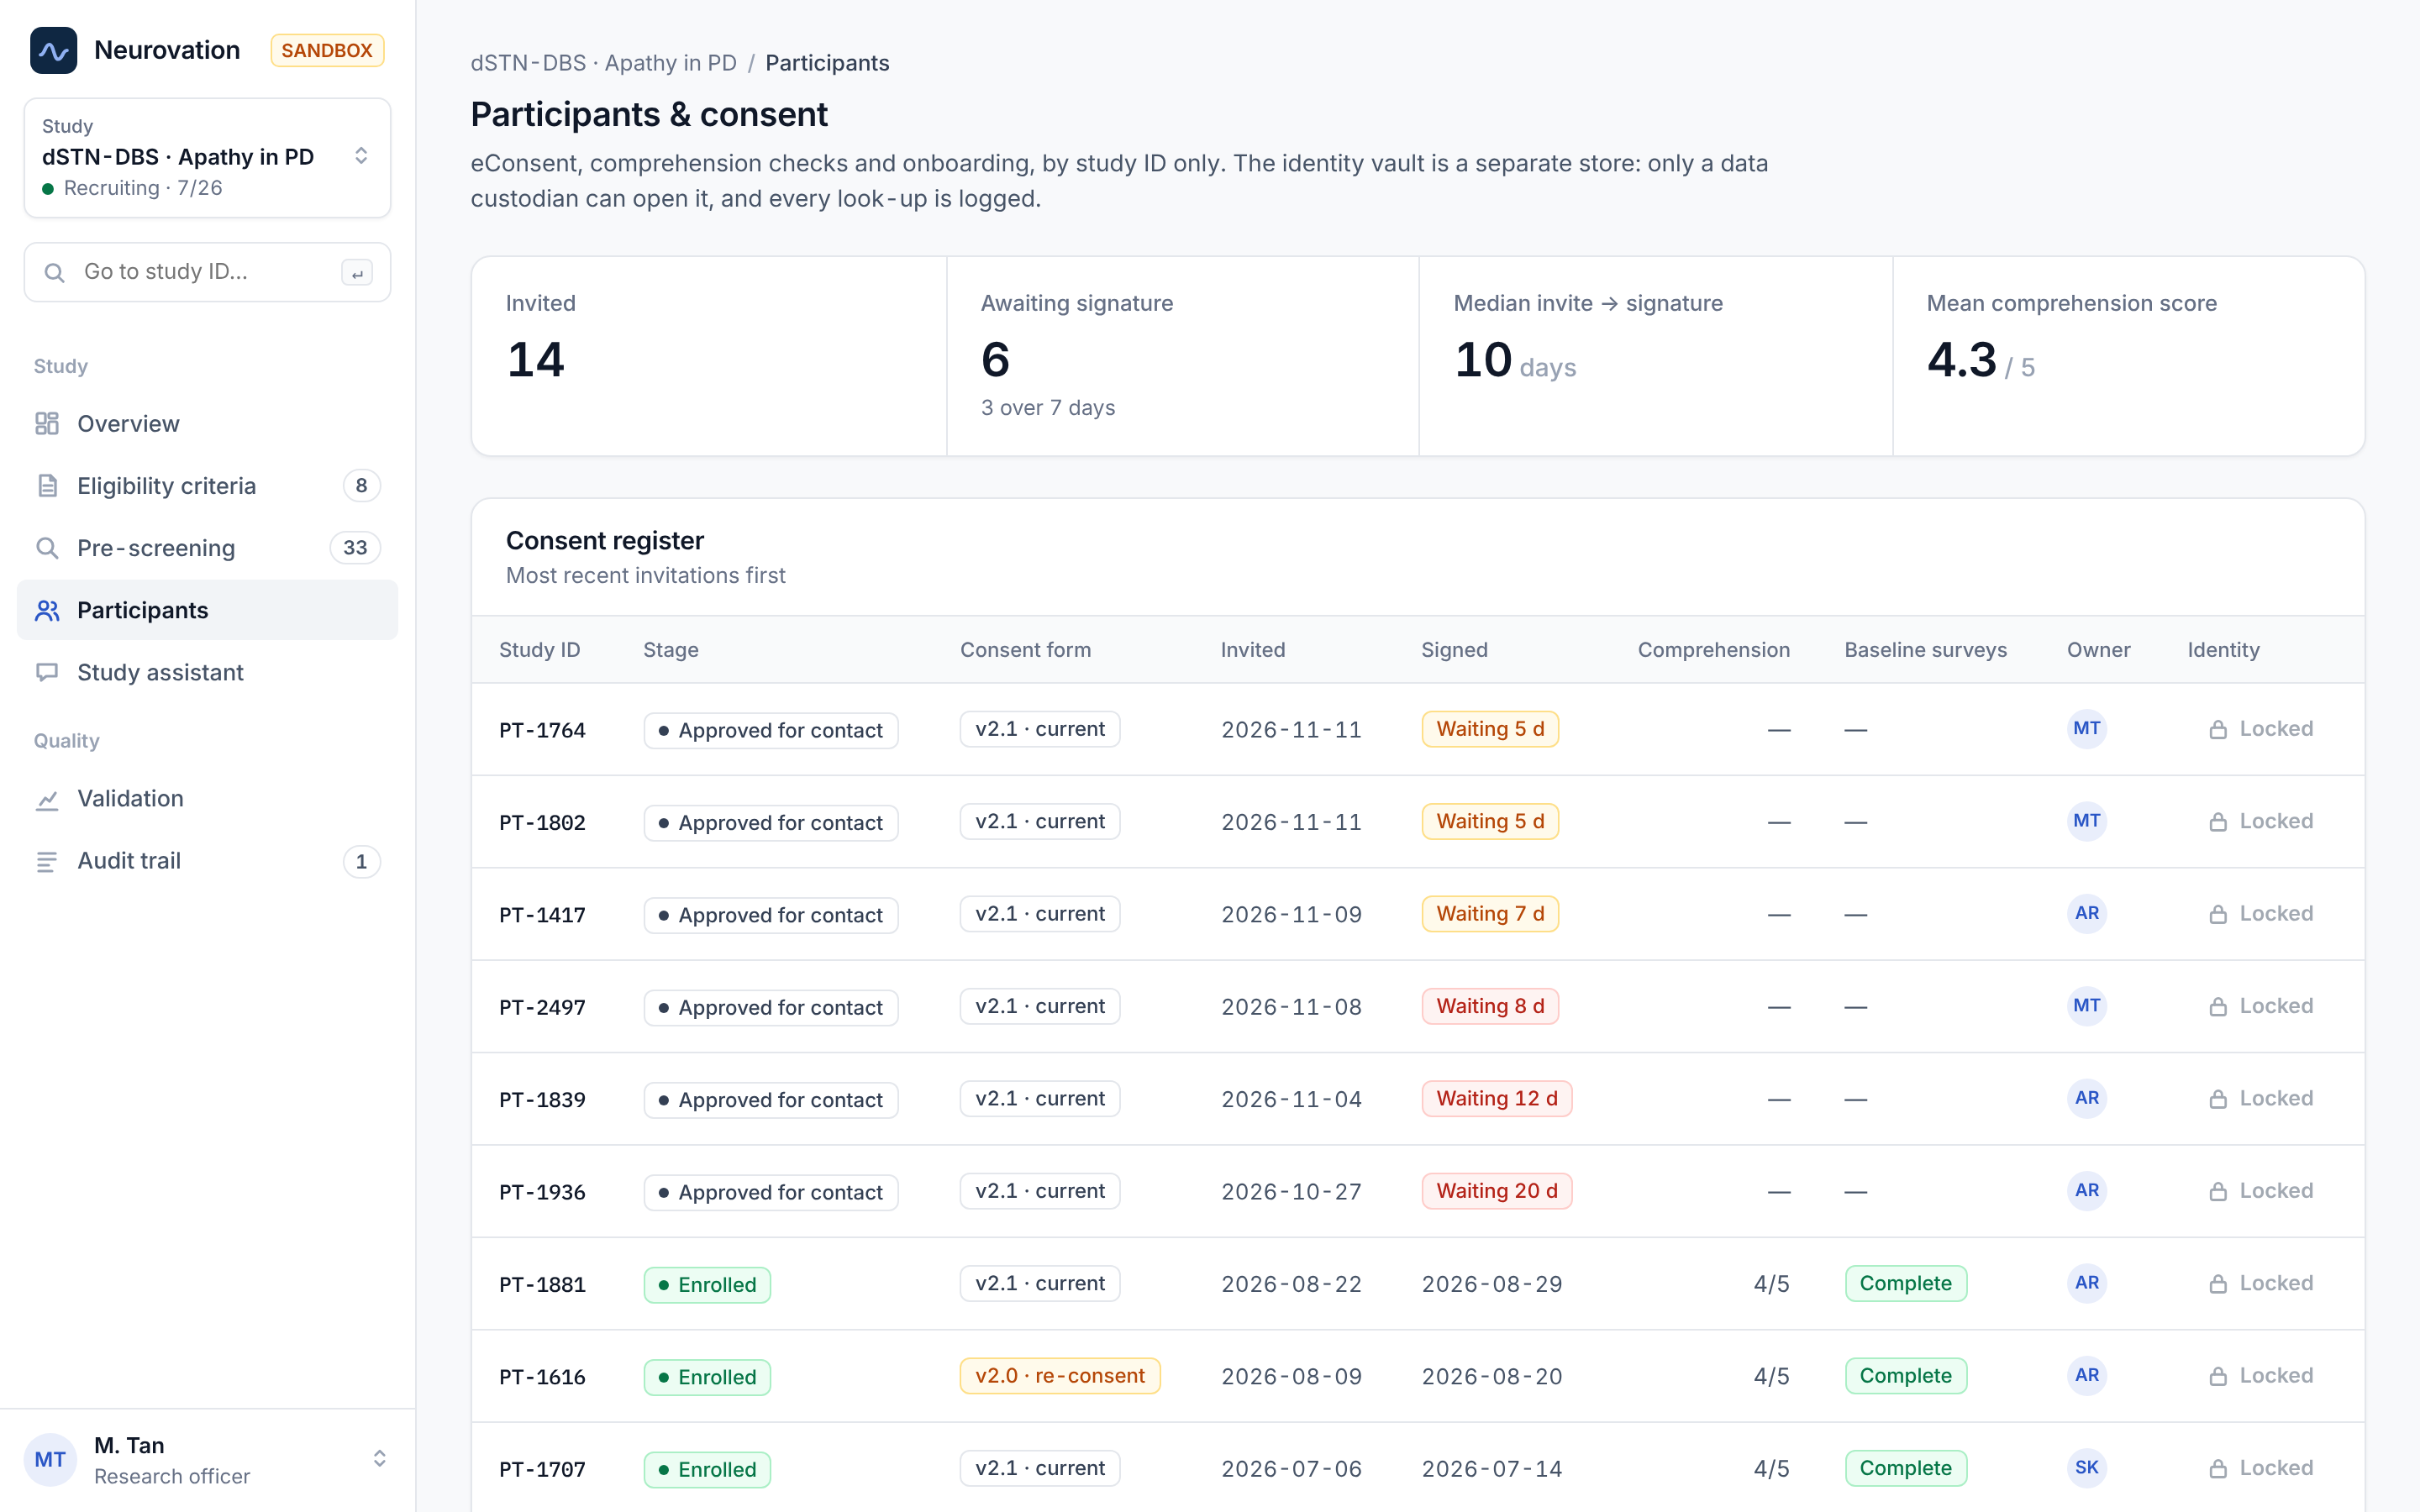 Neurovation SANDBOX
Study
dSTN-DBS · Apathy in PD
Recruiting · 7/26
Go to study ID...
Study
Overview
Eligibility criteria 8
Pre-screening 33
Participants
Study assistant
Quality
Validation
Audit trail 1
MT
M. Tan
Research officer
dSTN-DBS · Apathy in PD / Participants
Participants & consent
eConsent, comprehension checks and onboarding, by study ID only. The identity vault is a separate store: only a data
custodian can open it, and every look-up is logged.
Invited
14
Awaiting signature
6
3 over 7 days
Median invite → signature
10 days
Mean comprehension score
4.3 / 5
Consent register
Most recent invitations first
Study ID Stage Consent form Invited Signed Comprehension Baseline surveys Owner Identity
PT-1764 Approved for contact v2.1 · current 2026-11-11 Waiting 5 d — — MT Locked
PT-1802 Approved for contact v2.1 · current 2026-11-11 Waiting 5 d — — MT Locked
PT-1417 Approved for contact v2.1 · current 2026-11-09 Waiting 7 d — — AR Locked
PT-2497 Approved for contact v2.1 · current 2026-11-08 Waiting 8 d — — MT Locked
PT-1839 Approved for contact v2.1 · current 2026-11-04 Waiting 12 d — — AR Locked
PT-1936 Approved for contact v2.1 · current 2026-10-27 Waiting 20 d — — AR Locked
PT-1881 Enrolled v2.1 · current 2026-08-22 2026-08-29 4/5 Complete AR Locked
PT-1616 Enrolled v2.0 · re-consent 2026-08-09 2026-08-20 4/5 Complete AR Locked
PT-1707 Enrolled v2.1 · current 2026-07-06 2026-07-14 4/5 Complete SK Locked